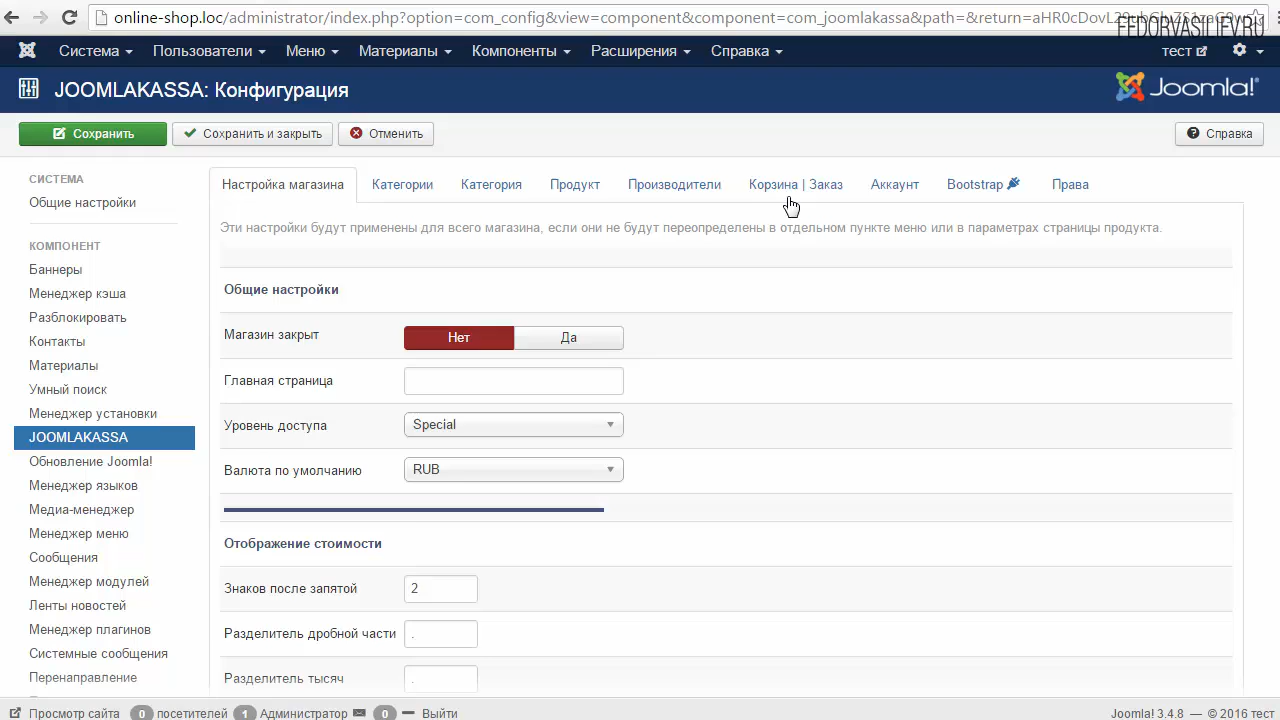 online-shop.loc/administrator/index.php?option=com_config&view=component&component=com_joomlakassa&path=&return=aHR0cDovL29
FEDORVASILIEV.RU
Система Пользователи Меню Материалы Компоненты Расширения Справка тест
JOOMLAKASSA: Конфигурация
Joomla!
Сохранить Сохранить и закрыть Отменить Справка
СИСТЕМА
Общие настройки
КОМПОНЕНТ
Баннеры
Менеджер кэша
Разблокировать
Контакты
Материалы
Умный поиск
Менеджер установки
JOOMLAKASSA
Обновление Joomla!
Менеджер языков
Медиа-менеджер
Менеджер меню
Сообщения
Менеджер модулей
Ленты новостей
Менеджер плагинов
Системные сообщения
Перенаправление
Настройка магазина Категории Категория Продукт Производители Корзина | Заказ Аккаунт Bootstrap Права
Эти настройки будут применены для всего магазина, если они не будут переопределены в отдельном пункте меню или в параметрах страницы продукта.
Общие настройки
Магазин закрыт Нет Да
Главная страница
Уровень доступа Special
Валюта по умолчанию RUB
Отображение стоимости
Знаков после запятой 2
Разделитель дробной части .
Разделитель тысяч .
Просмотр сайта 0 посетителей 1 Администратор 0 Выйти
Joomla! 3.4.8 — © 2016 тест